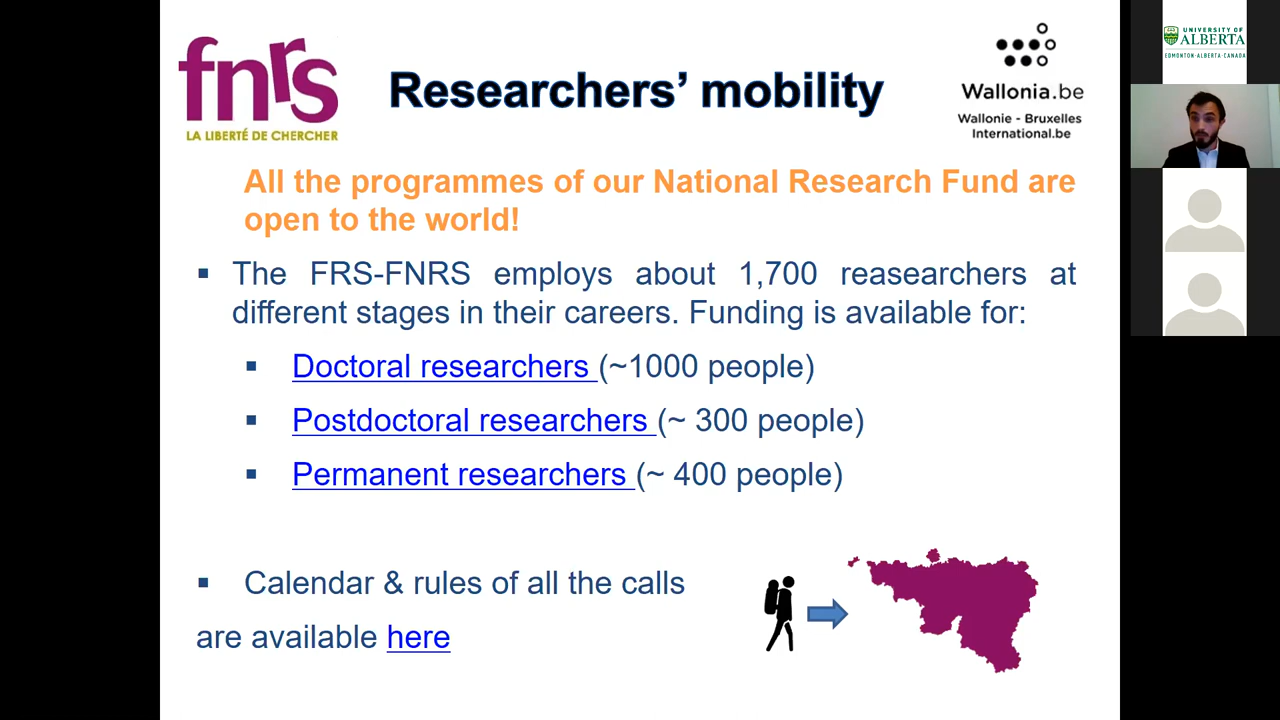 fnrs
LA LIBERTÉ DE CHERCHER
Researchers’ mobility
Wallonia.be
Wallonie - Bruxelles
International.be
All the programmes of our National Research Fund are
open to the world!
▪ The FRS-FNRS employs about 1,700 reasearchers at
different stages in their careers. Funding is available for:
▪ Doctoral researchers (~1000 people)
▪ Postdoctoral researchers (~ 300 people)
▪ Permanent researchers (~ 400 people)
▪ Calendar & rules of all the calls
are available here
UNIVERSITY OF
ALBERTA
EDMONTON·ALBERTA·CANADA